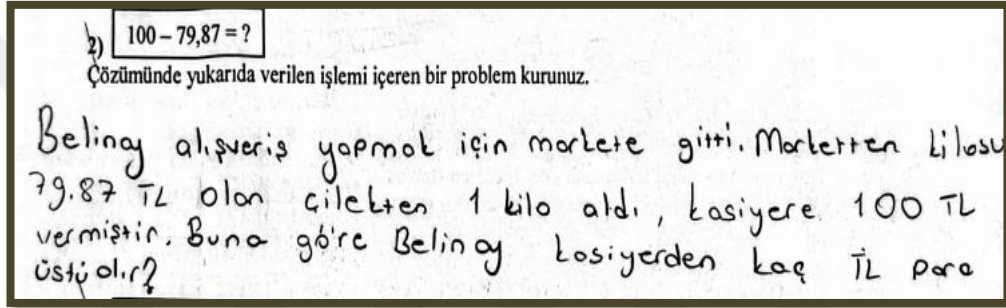 2) 100 – 79,87 = ?
Çözümünde yukarıda verilen işlemi içeren bir problem kurunuz.
Belinay alışveriş yapmak için markete gitti. Marketten kilosu
79.87 TL olan çilekten 1 kilo aldı, kasiyere 100 TL
vermiştir. Buna göre Belinay kasiyerden kaç TL para
üstü alır?